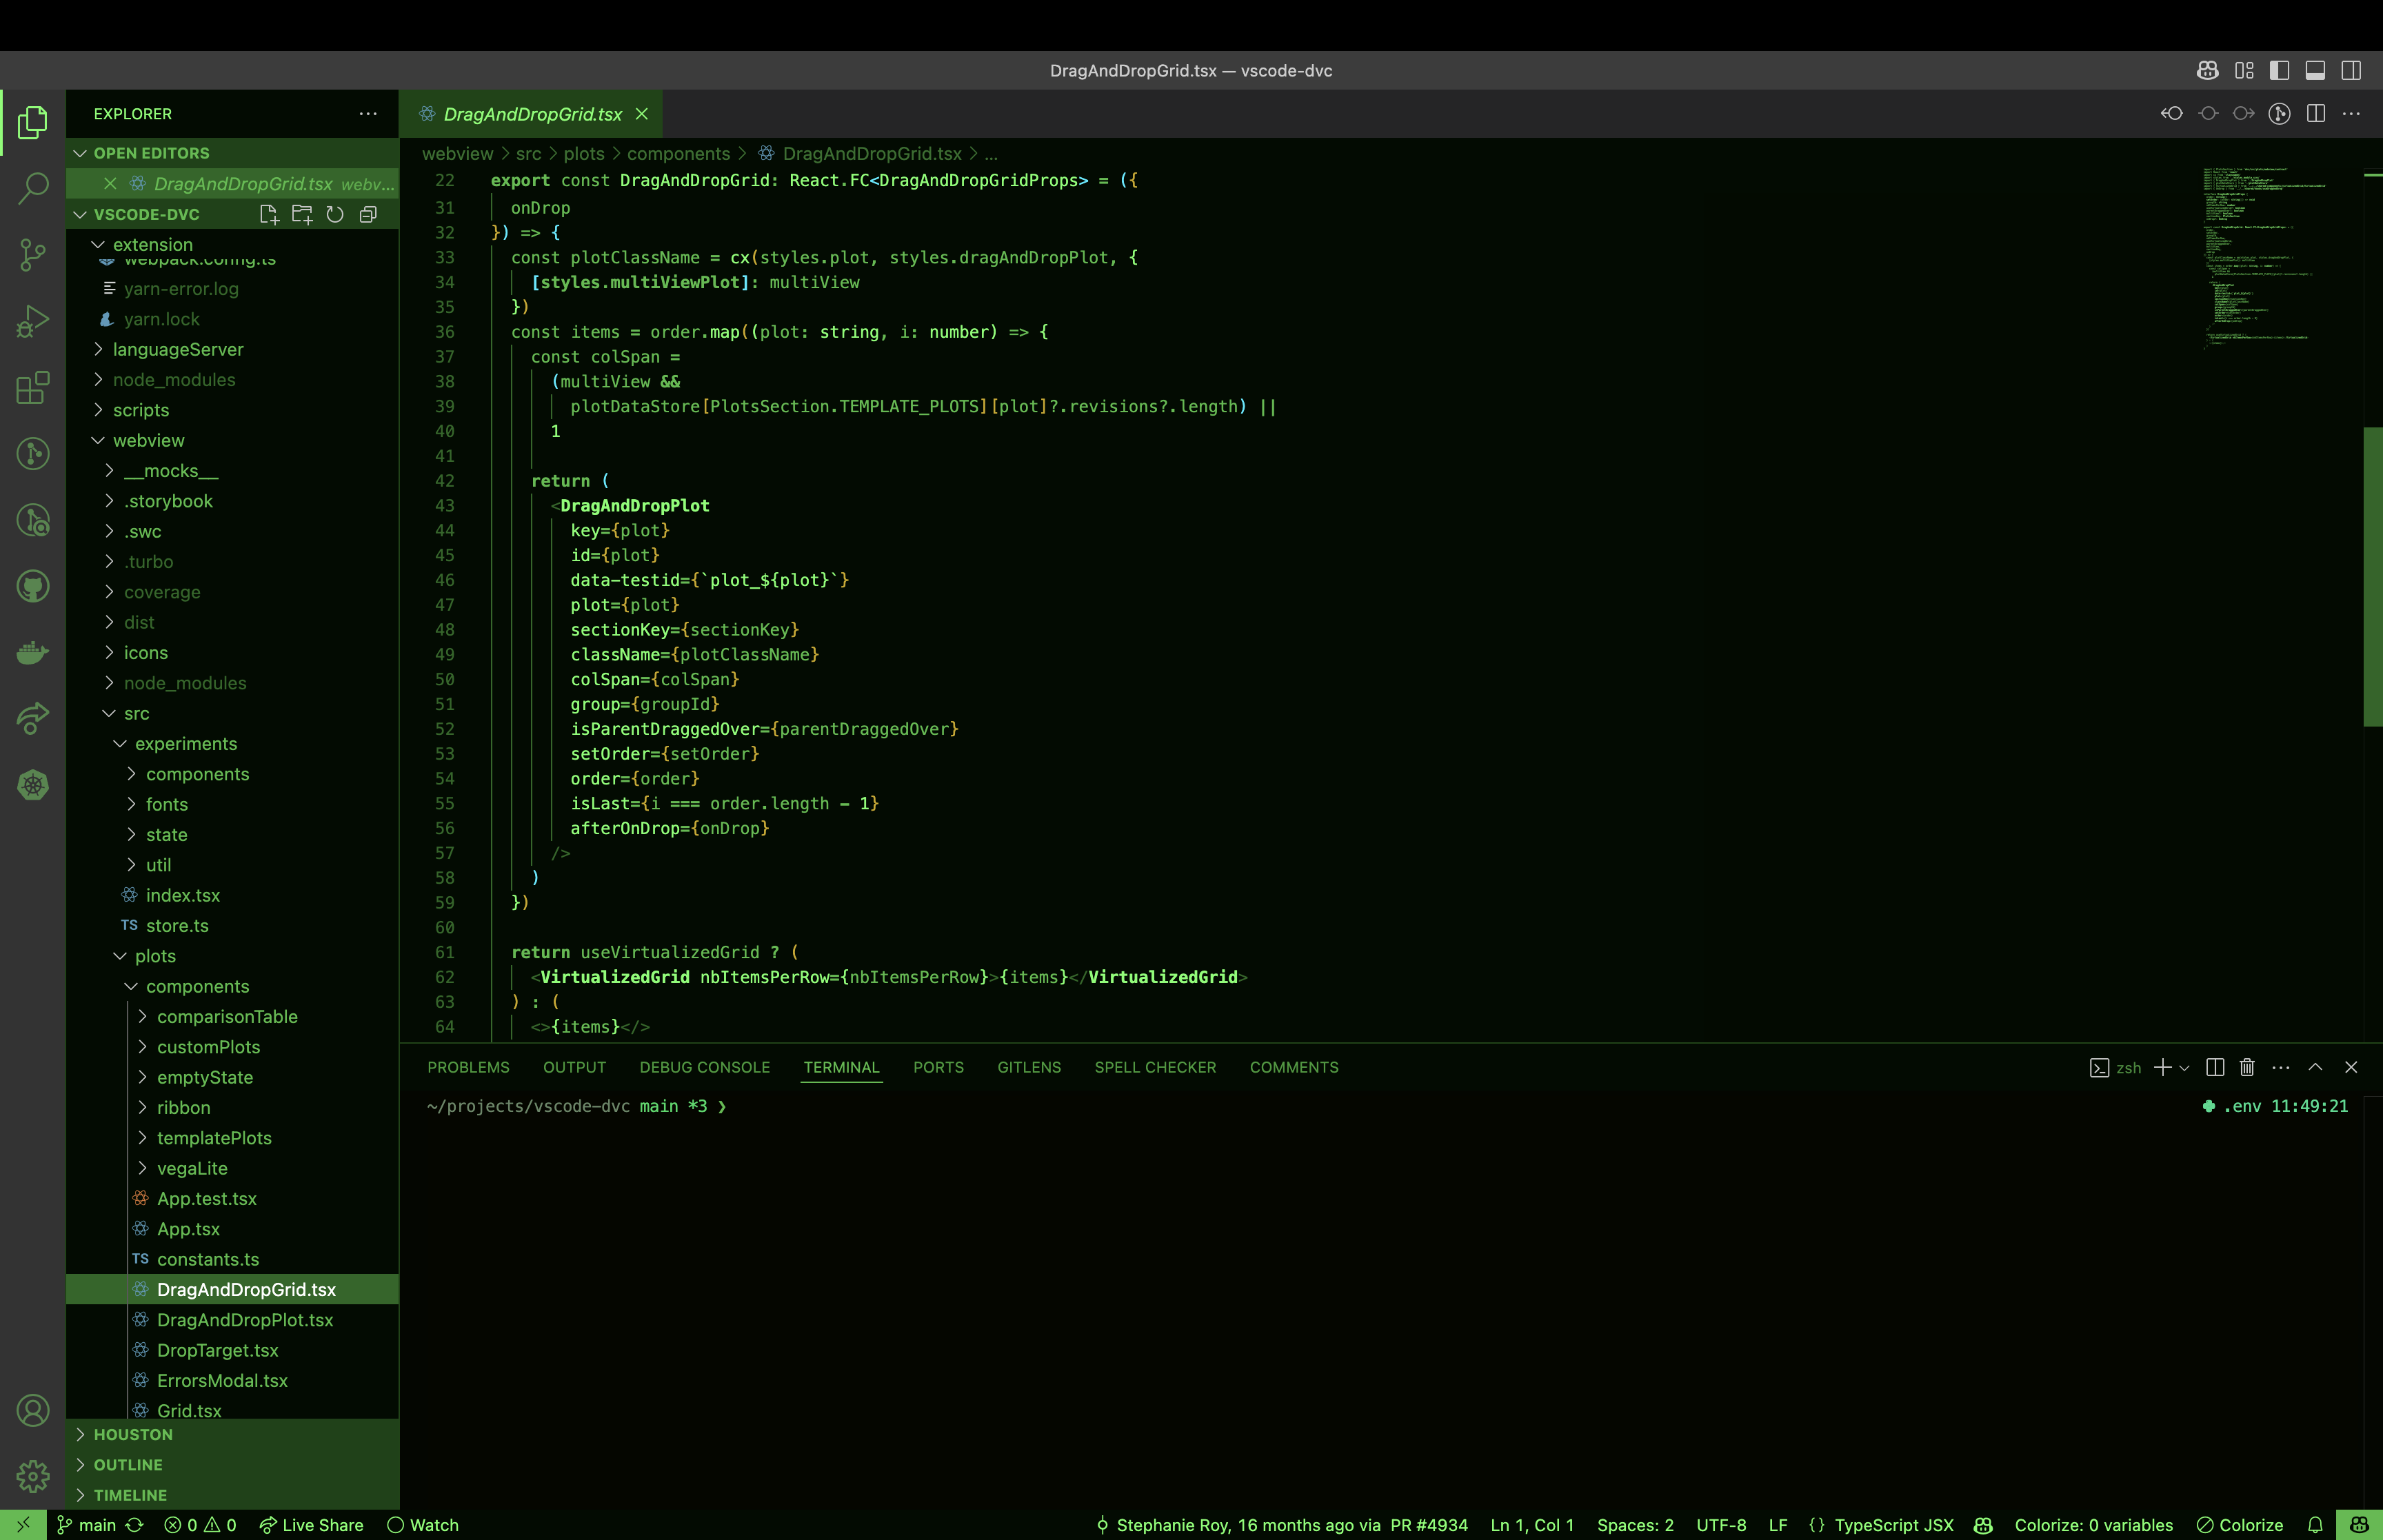 DragAndDropGrid.tsx — vscode-dvc
EXPLORER
OPEN EDITORS
DragAndDropGrid.tsx webv...
VSCODE-DVC
extension
webpack.config.ts
yarn-error.log
yarn.lock
languageServer
node_modules
scripts
webview
__mocks__
.storybook
.swc
.turbo
coverage
dist
icons
node_modules
src
experiments
components
fonts
state
util
index.tsx
TS store.ts
plots
components
comparisonTable
customPlots
emptyState
ribbon
templatePlots
vegaLite
App.test.tsx
App.tsx
TS constants.ts
DragAndDropGrid.tsx
DragAndDropPlot.tsx
DropTarget.tsx
ErrorsModal.tsx
Grid.tsx
HOUSTON
OUTLINE
TIMELINE
DragAndDropGrid.tsx
webview > src > plots > components > DragAndDropGrid.tsx > ...
22 export const DragAndDropGrid: React.FC<DragAndDropGridProps> = ({
31 onDrop
32 }) => {
33 const plotClassName = cx(styles.plot, styles.dragAndDropPlot, {
34 [styles.multiViewPlot]: multiView
35 })
36 const items = order.map((plot: string, i: number) => {
37 const colSpan =
38 (multiView &&
39 plotDataStore[PlotsSection.TEMPLATE_PLOTS][plot]?.revisions?.length) ||
40 1
41
42 return (
43 <DragAndDropPlot
44 key={plot}
45 id={plot}
46 data-testid={`plot_${plot}`}
47 plot={plot}
48 sectionKey={sectionKey}
49 className={plotClassName}
50 colSpan={colSpan}
51 group={groupId}
52 isParentDraggedOver={parentDraggedOver}
53 setOrder={setOrder}
54 order={order}
55 isLast={i === order.length - 1}
56 afterOnDrop={onDrop}
57 />
58 )
59 })
60
61 return useVirtualizedGrid ? (
62 <VirtualizedGrid nbItemsPerRow={nbItemsPerRow}>{items}</VirtualizedGrid>
63 ) : (
64 <>{items}</>
PROBLEMS OUTPUT DEBUG CONSOLE TERMINAL PORTS GITLENS SPELL CHECKER COMMENTS
zsh
~/projects/vscode-dvc main *3 ❯
.env 11:49:21
main 0 0 Live Share Watch
Stephanie Roy, 16 months ago via PR #4934 Ln 1, Col 1 Spaces: 2 UTF-8 LF {} TypeScript JSX Colorize: 0 variables Colorize